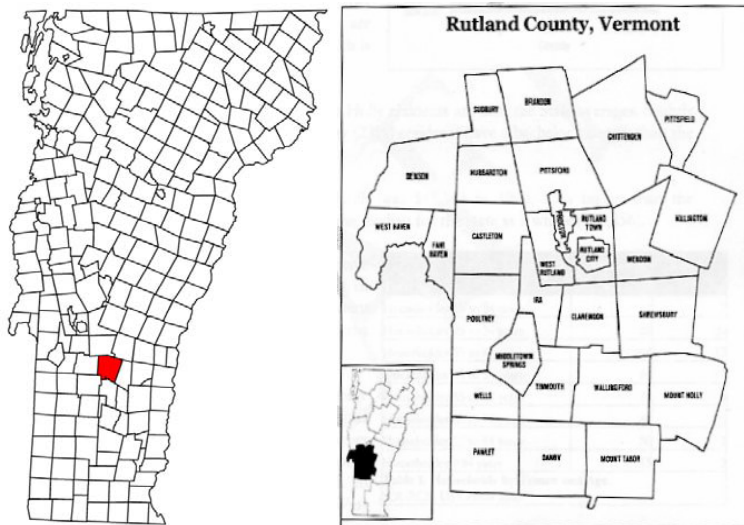 Rutland County, Vermont
SUDBURY
BRANDON
CHITTENDEN
PITTSFIELD
BENSON
HUBBARDTON
PITTSFORD
KILLINGTON
WEST HAVEN
FAIR
HAVEN
CASTLETON
PROCTOR
RUTLAND
TOWN
RUTLAND
CITY
WEST
RUTLAND
MENDON
POULTNEY
IRA
CLARENDON
SHREWSBURY
MIDDLETOWN
SPRINGS
WELLS
TINMOUTH
WALLINGFORD
MOUNT HOLLY
PAWLET
DANBY
MOUNT TABOR